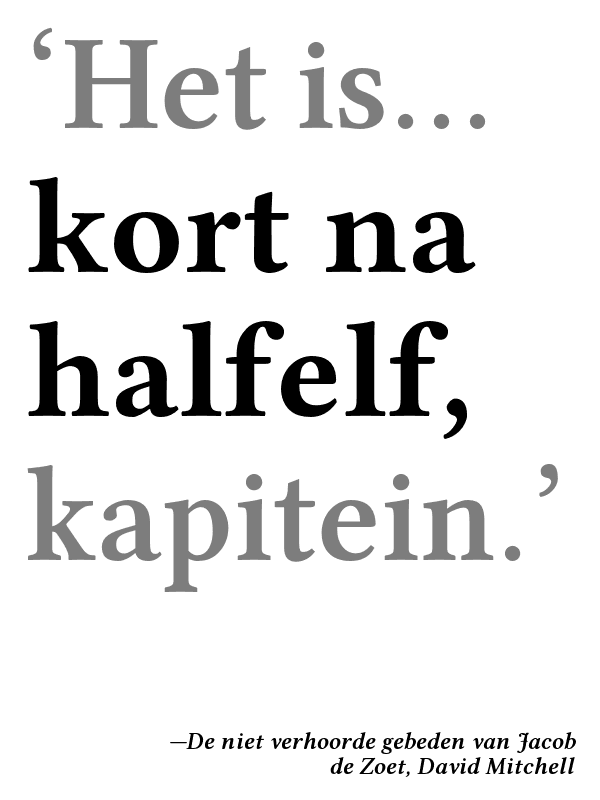 ‘Het is…
kort na
halfelf,
kapitein.’
—De niet verhoorde gebeden van Jacob
de Zoet, David Mitchell